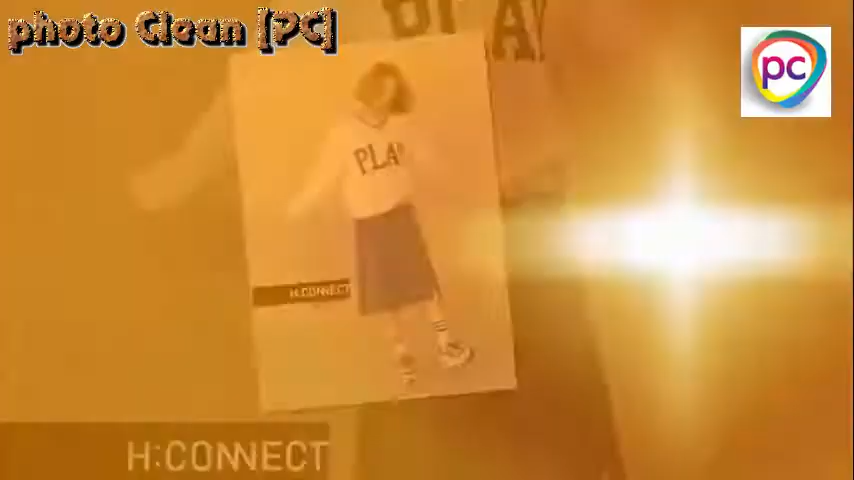 photo Clean [PC]
pc
PLAY
H:CONNECT
H:CONNECT